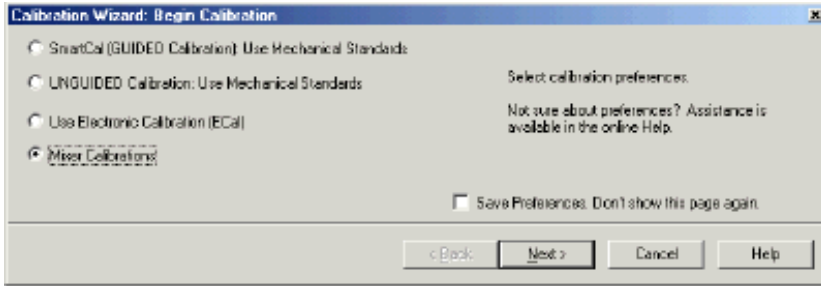 Calibration Wizard: Begin Calibration
SmartCal (GUIDED Calibration): Use Mechanical Standards
UNGUIDED Calibration: Use Mechanical Standards
Use Electronic Calibration (ECal)
Mixer Calibrations
Select calibration preferences.
Not sure about preferences? Assistance is
available in the online Help.
Save Preferences. Don't show this page again.
< Back
Next >
Cancel
Help